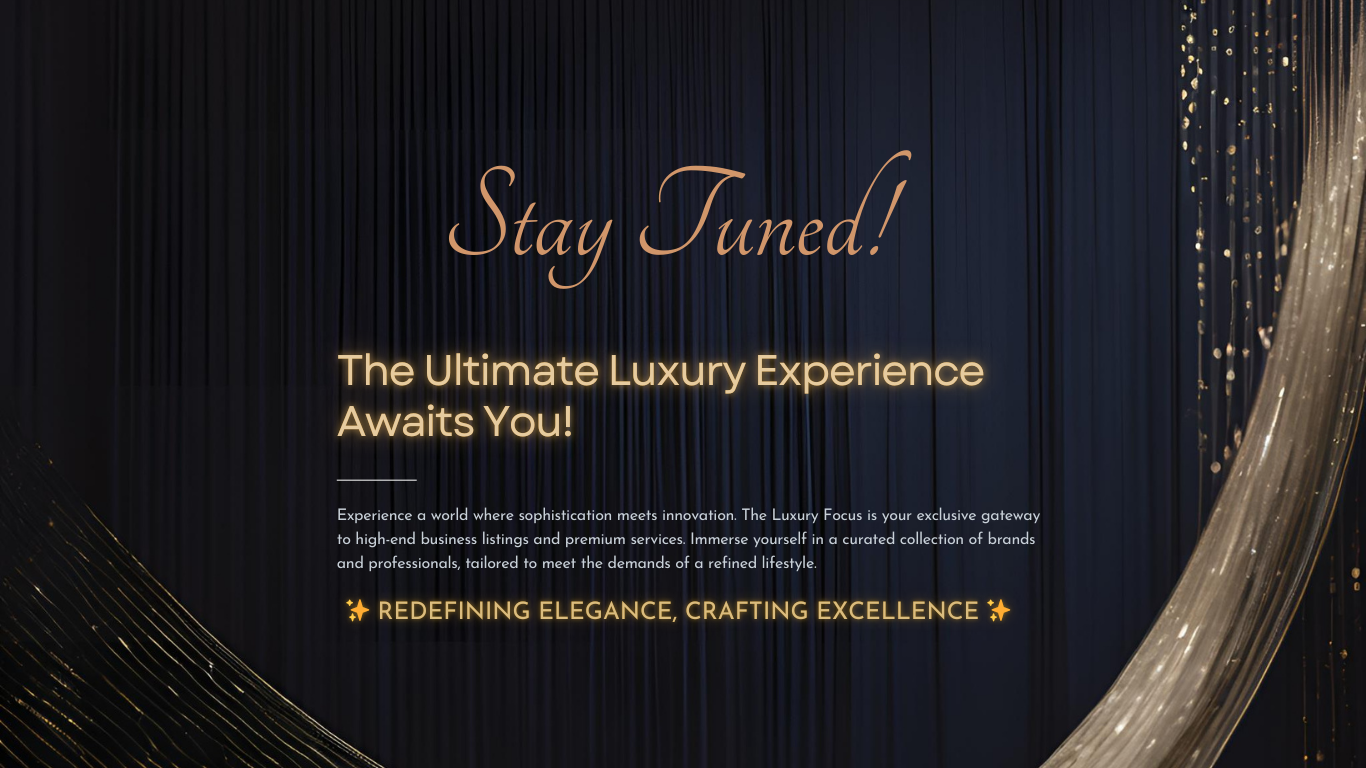 Stay Tuned!
The Ultimate Luxury Experience
Awaits You!
Experience a world where sophistication meets innovation. The Luxury Focus is your exclusive gateway
to high-end business listings and premium services. Immerse yourself in a curated collection of brands
and professionals, tailored to meet the demands of a refined lifestyle.
✨ REDEFINING ELEGANCE, CRAFTING EXCELLENCE ✨